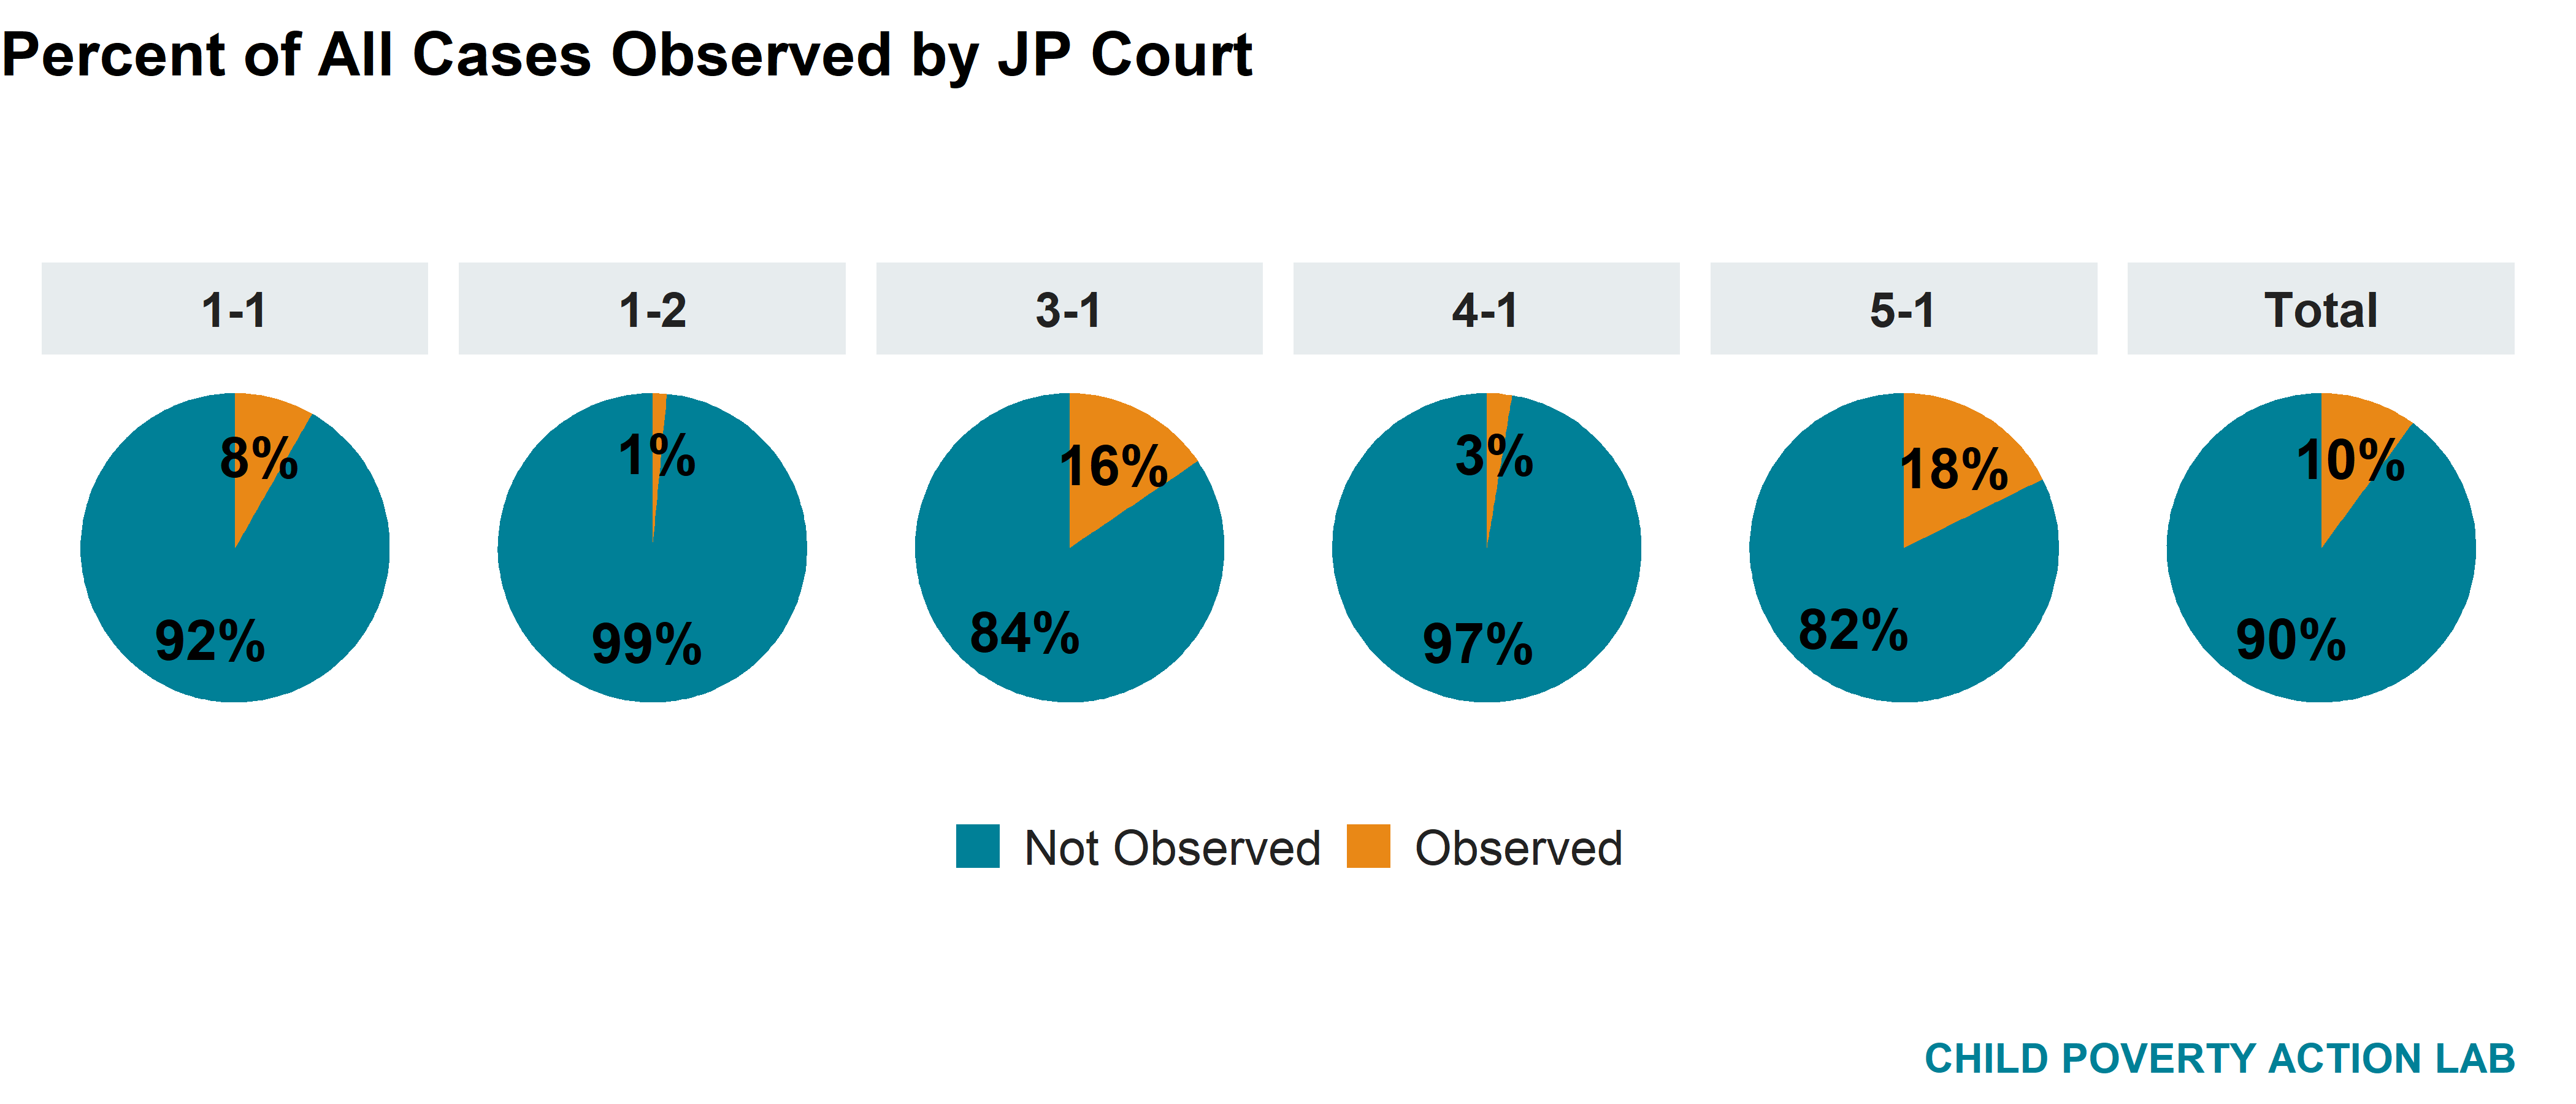 Percent of All Cases Observed by JP Court
1-1 1-2 3-1 4-1 5-1 Total
8% 1% 16% 3% 18% 10%
92% 99% 84% 97% 82% 90%
Not Observed Observed
CHILD POVERTY ACTION LAB